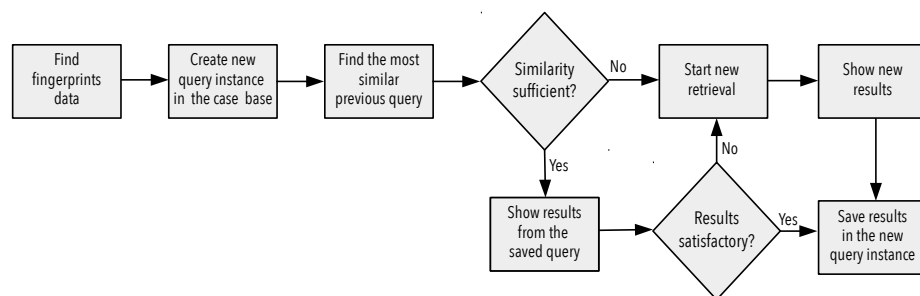 Find
fingerprints
data
Create new
query instance
in the case base
Find the most
similar
previous query
Similarity
sufficient?
No
Start new
retrieval
Show new
results
Yes
No
Show results
from the
saved query
Results
satisfactory?
Yes
Save results
in the new
query instance